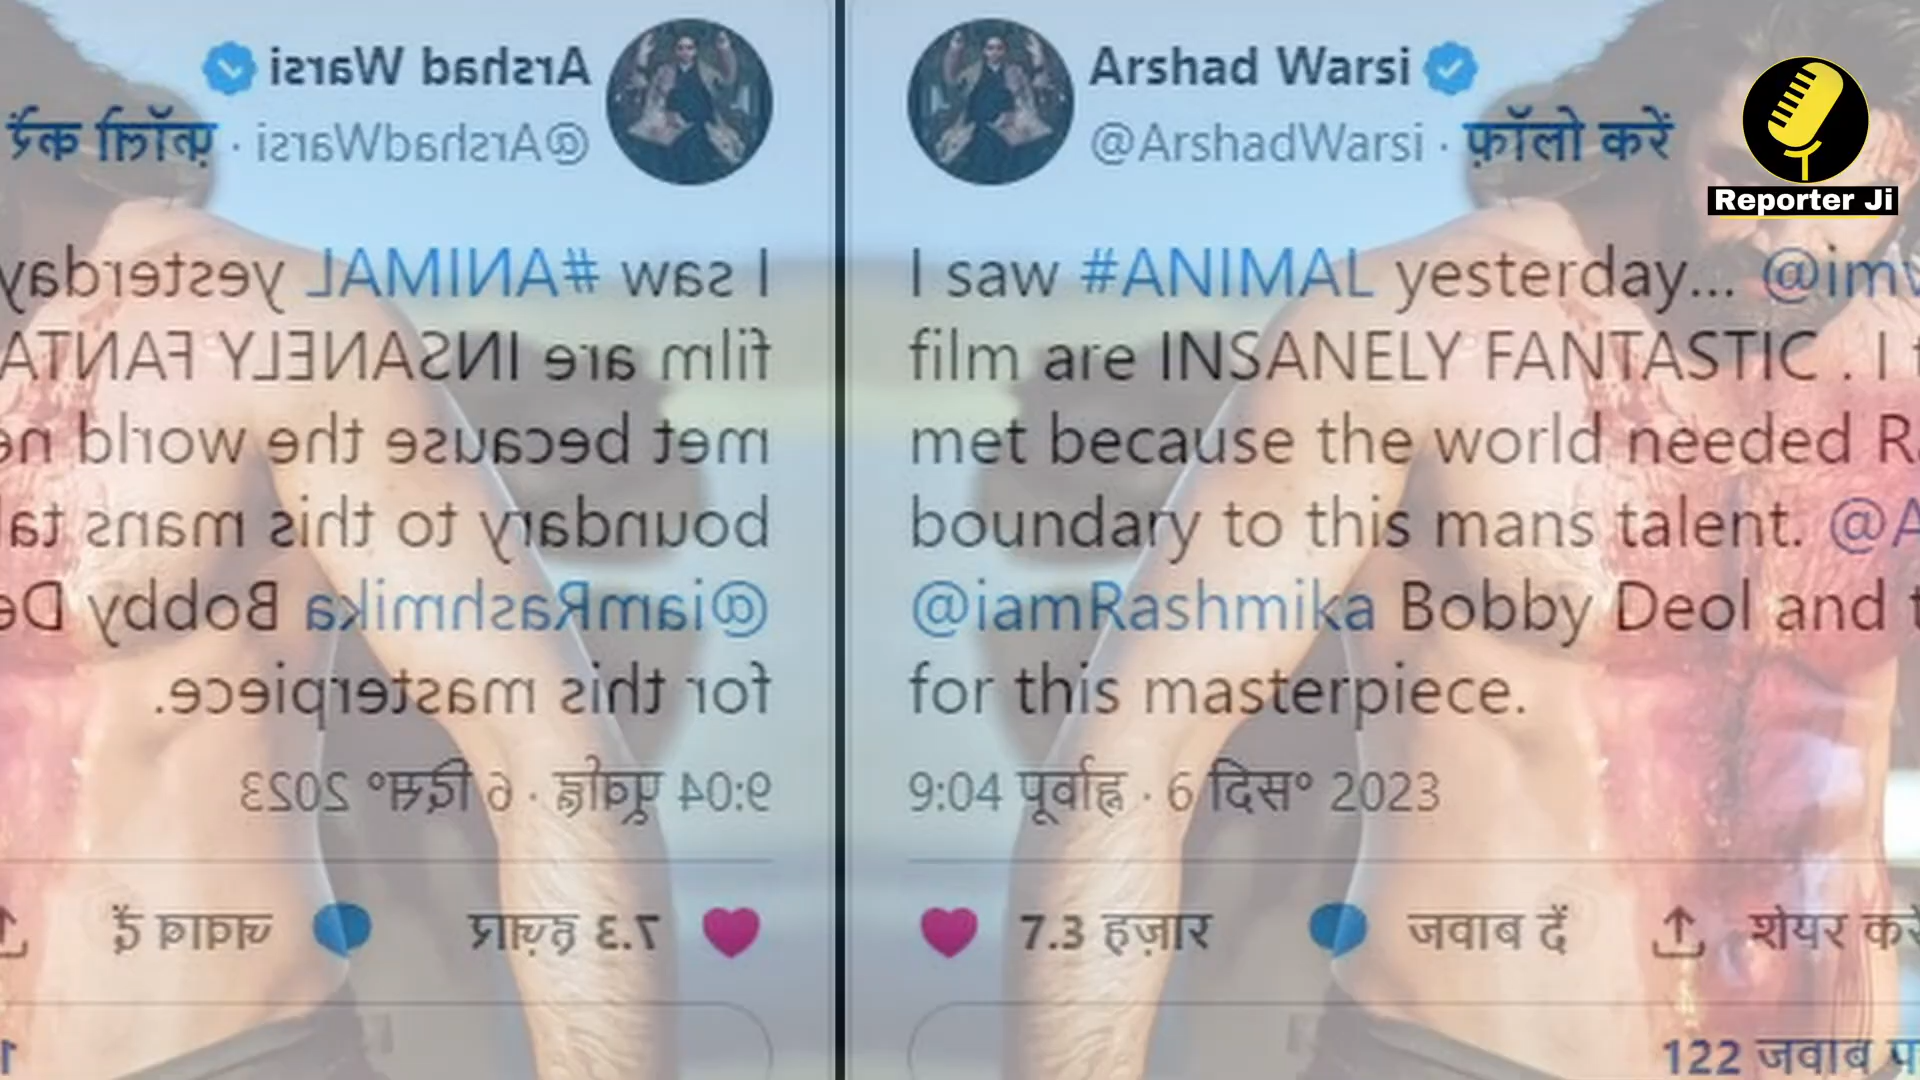 Arshad Warsi
@ArshadWarsi · फ़ॉलो करें
Reporter Ji
I saw #ANIMAL yesterday... @imv
film are INSANELY FANTASTIC . I t
met because the world needed R
boundary to this mans talent. @A
@iamRashmika Bobby Deol and t
for this masterpiece.
9:04 पूर्वाह्न · 6 दिस॰ 2023
7.3 हज़ार जवाब दें शेयर करें
122 जवाब प